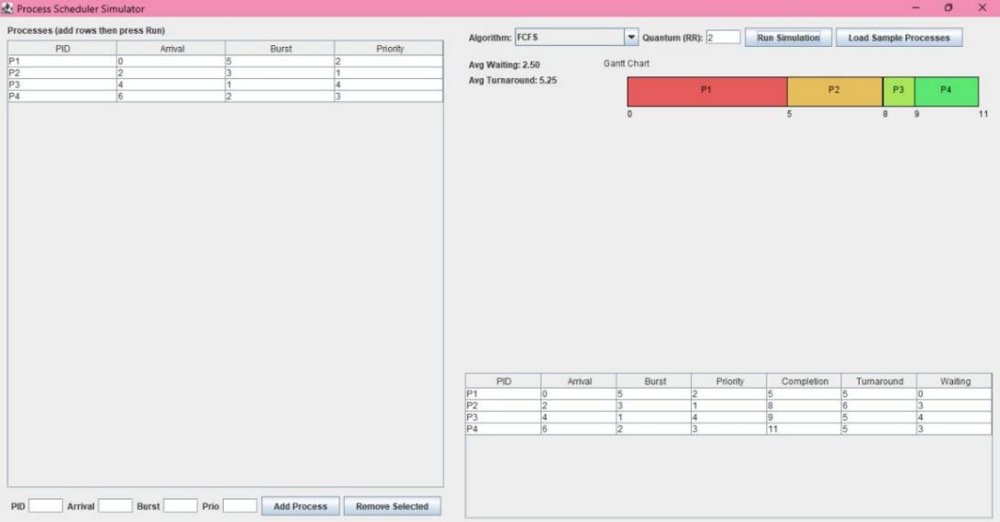 Process Scheduler Simulator
Processes (add rows then press Run)
PID Arrival Burst Priority
P1 0 5 2
P2 2 3 1
P3 4 1 4
P4 6 2 3
PID Arrival Burst Prio Add Process Remove Selected
Algorithm: FCFS Quantum (RR): 2 Run Simulation Load Sample Processes
Avg Waiting: 2.50
Avg Turnaround: 5.25
Gantt Chart
P1 P2 P3 P4
0 5 8 9 11
PID Arrival Burst Priority Completion Turnaround Waiting
P1 0 5 2 5 5 0
P2 2 3 1 8 6 3
P3 4 1 4 9 5 4
P4 6 2 3 11 5 3